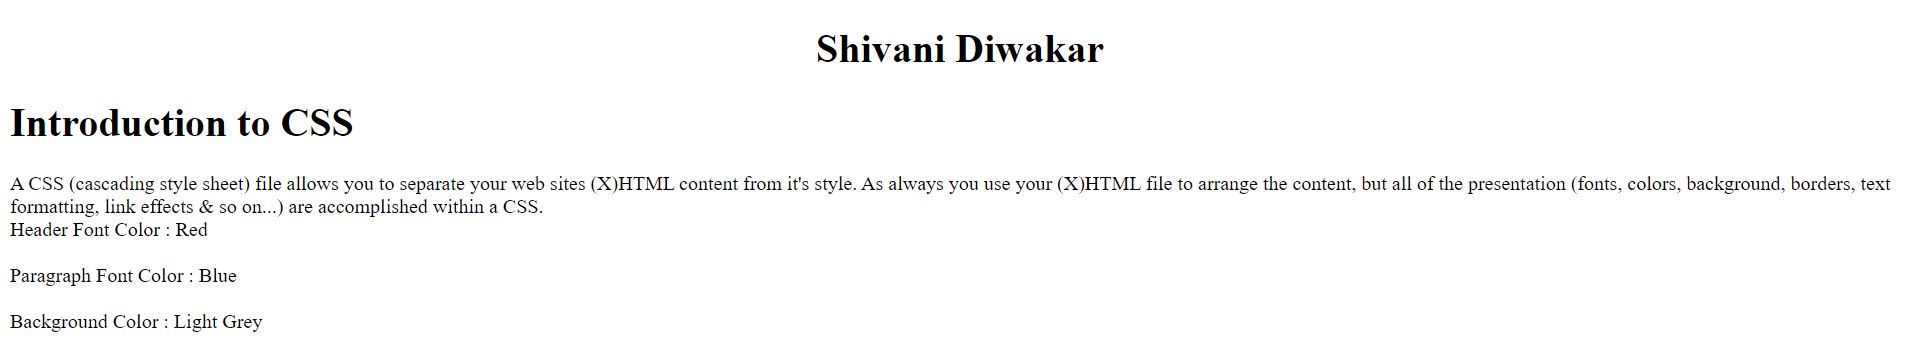 Shivani Diwakar
Introduction to CSS
A CSS (cascading style sheet) file allows you to separate your web sites (X)HTML content from it's style. As always you use your (X)HTML file to arrange the content, but all of the presentation (fonts, colors, background, borders, text
formatting, link effects & so on...) are accomplished within a CSS.
Header Font Color : Red
Paragraph Font Color : Blue
Background Color : Light Grey